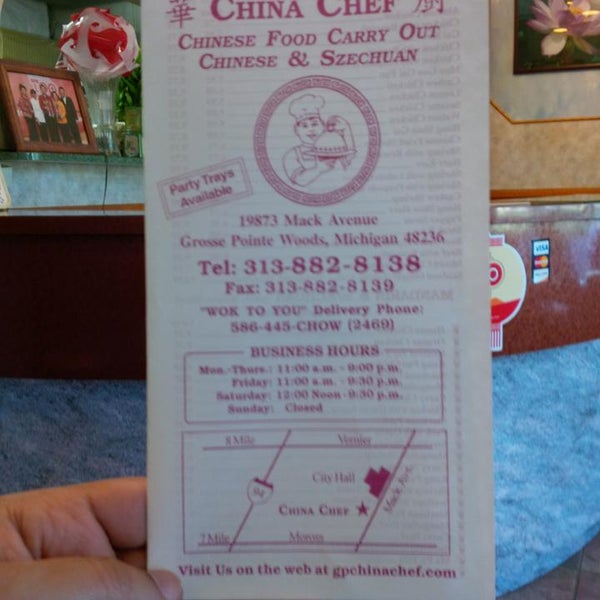 華 CHINA CHEF 廚
CHINESE FOOD CARRY OUT
CHINESE & SZECHUAN
Party Trays
Available
19873 Mack Avenue
Grosse Pointe Woods, Michigan 48236
Tel: 313-882-8138
Fax: 313-882-8139
"WOK TO YOU" Delivery Phone:
586-445-CHOW (2469)
BUSINESS HOURS
Mon.-Thurs.: 11:00 a.m. - 9:00 p.m.
Friday: 11:00 a.m. - 9:30 p.m.
Saturday: 12:00 Noon - 9:30 p.m.
Sunday: Closed
8 Mile Vernier
City Hall
94
Mack Ave.
CHINA CHEF
7 Mile Moross
Visit Us on the web at gpchinachef.com
VISA